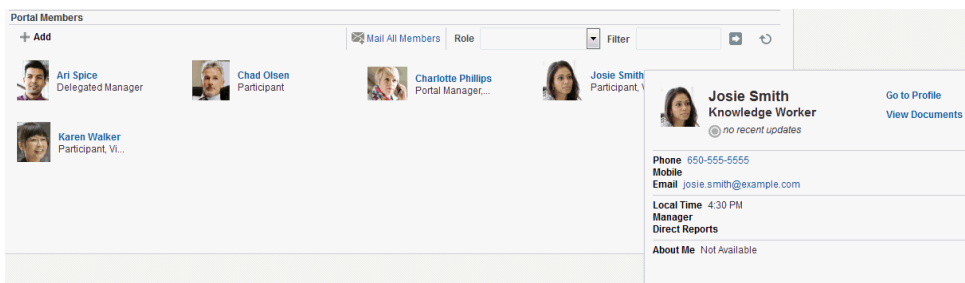 Portal Members
Add
Mail All Members Role Filter
Ari Spice
Delegated Manager
Chad Olsen
Participant
Charlotte Phillips
Portal Manager,...
Josie Smith
Participant, V
Karen Walker
Participant, Vi...
Josie Smith
Knowledge Worker
no recent updates
Go to Profile
View Documents
Phone 650-555-5555
Mobile
Email josie.smith@example.com
Local Time 4:30 PM
Manager
Direct Reports
About Me Not Available